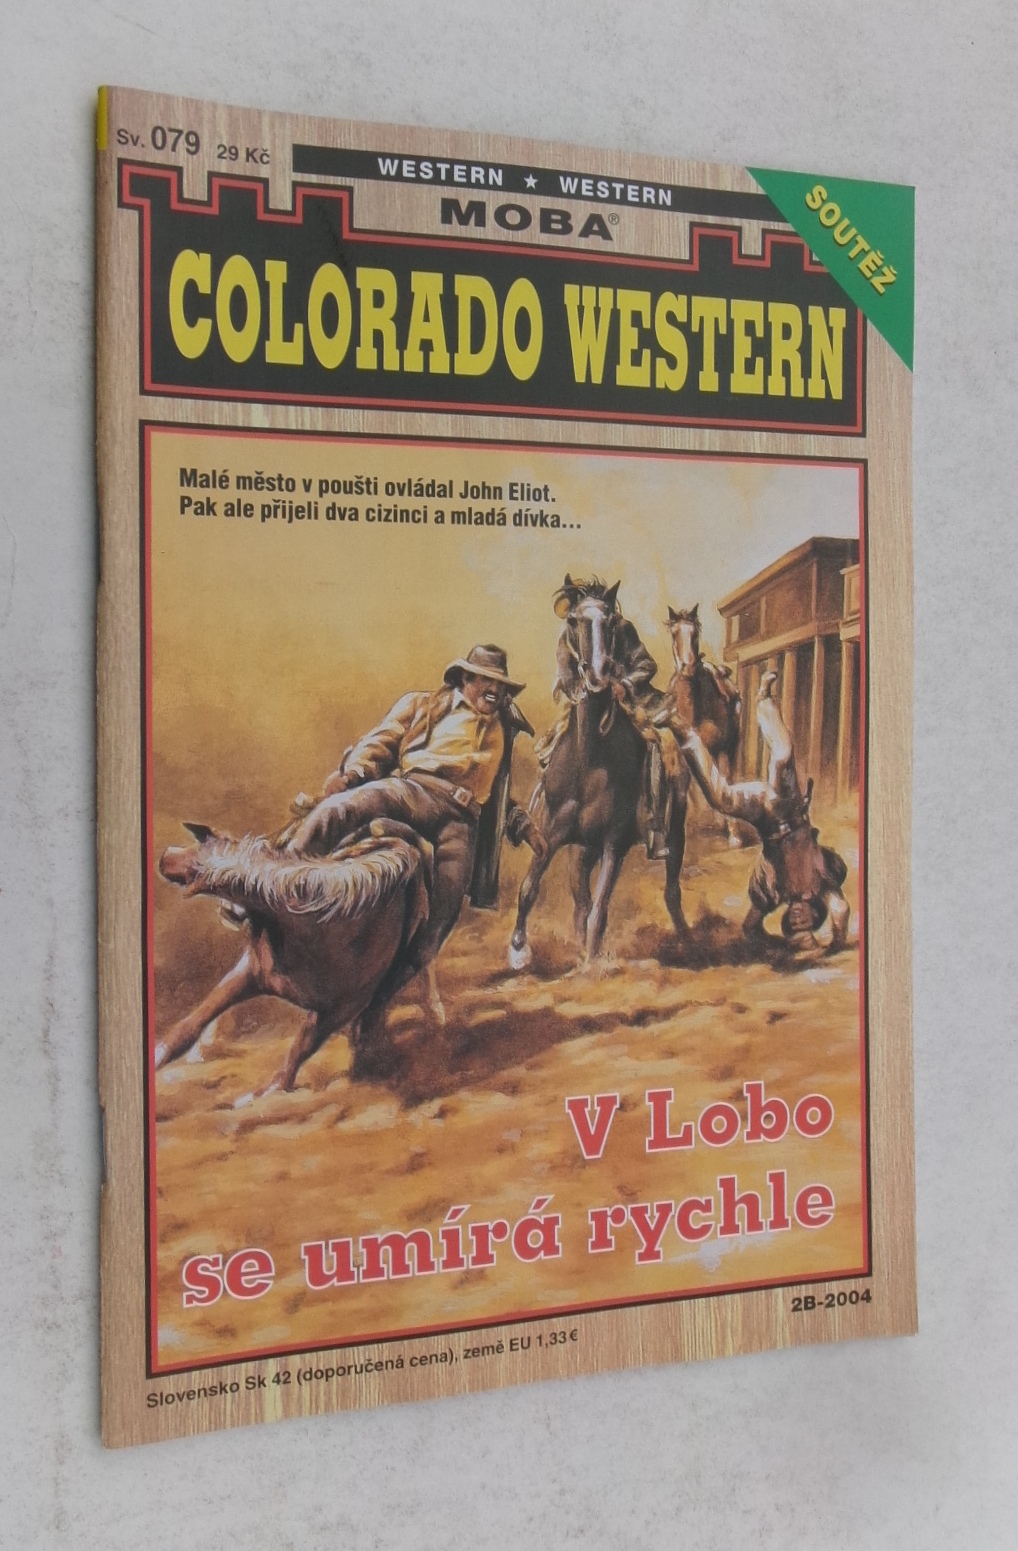 Sv. 079 29 Kč
WESTERN ★ WESTERN
MOBA®
SOUTĚŽ
COLORADO WESTERN
Malé město v poušti ovládal John Eliot.
Pak ale přijeli dva cizinci a mladá dívka...
V Lobo
se umírá rychle
2B-2004
Slovensko Sk 42 (doporučená cena), země EU 1,33 €